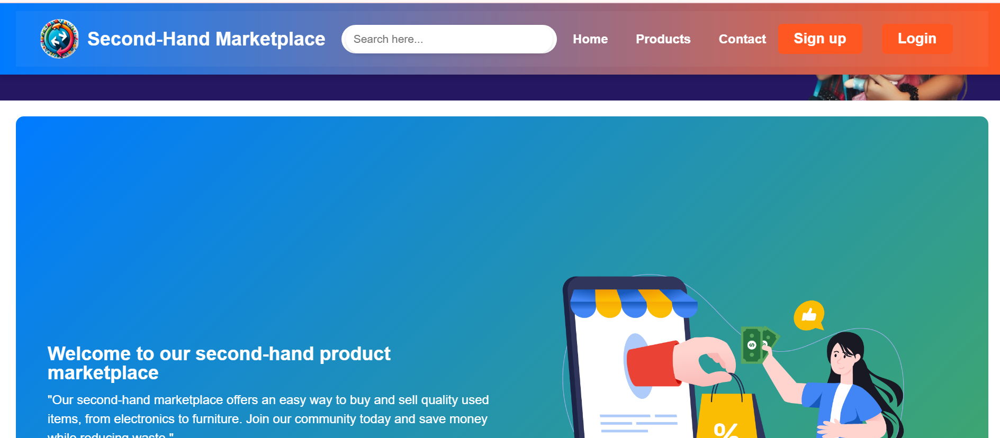 Second-Hand Marketplace
Search here...
Home
Products
Contact
Sign up
Login
Welcome to our second-hand product
marketplace
"Our second-hand marketplace offers an easy way to buy and sell quality used
items, from electronics to furniture. Join our community today and save money
while reducing waste."
%